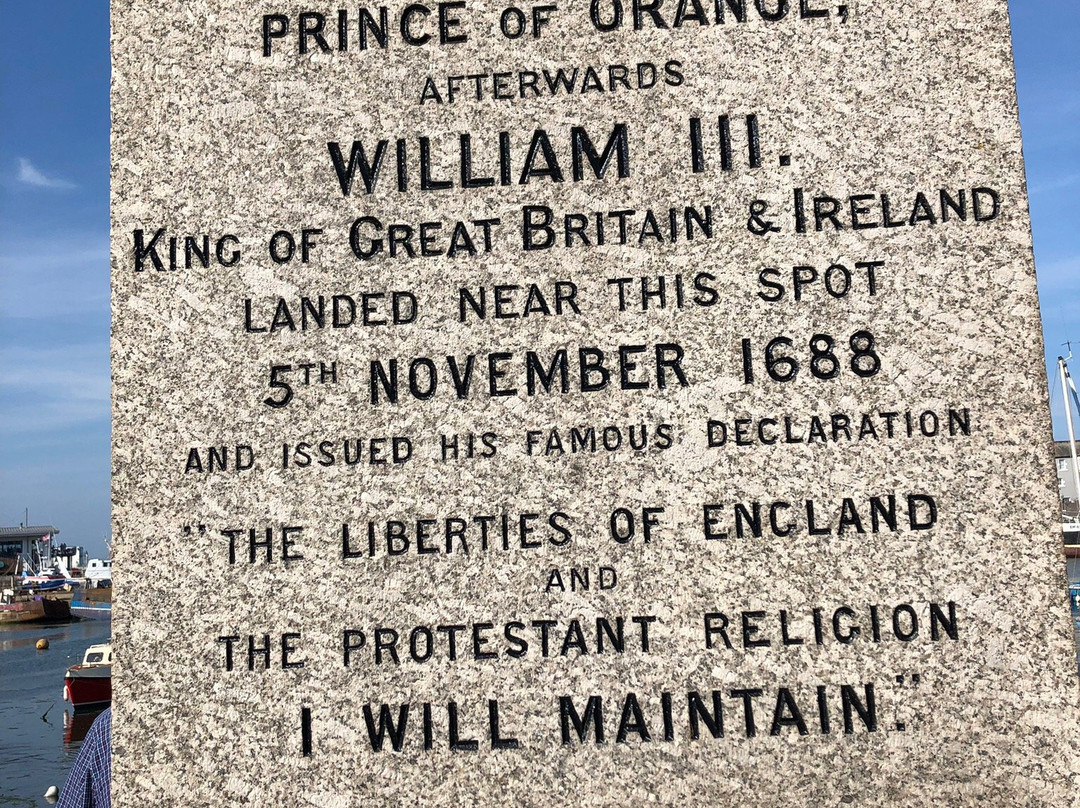 PRINCE OF ORANGE,
AFTERWARDS
WILLIAM III.
KING OF GREAT BRITAIN & IRELAND
LANDED NEAR THIS SPOT
5TH NOVEMBER 1688
AND ISSUED HIS FAMOUS DECLARATION
"THE LIBERTIES OF ENGLAND
AND
THE PROTESTANT RELIGION
I WILL MAINTAIN."